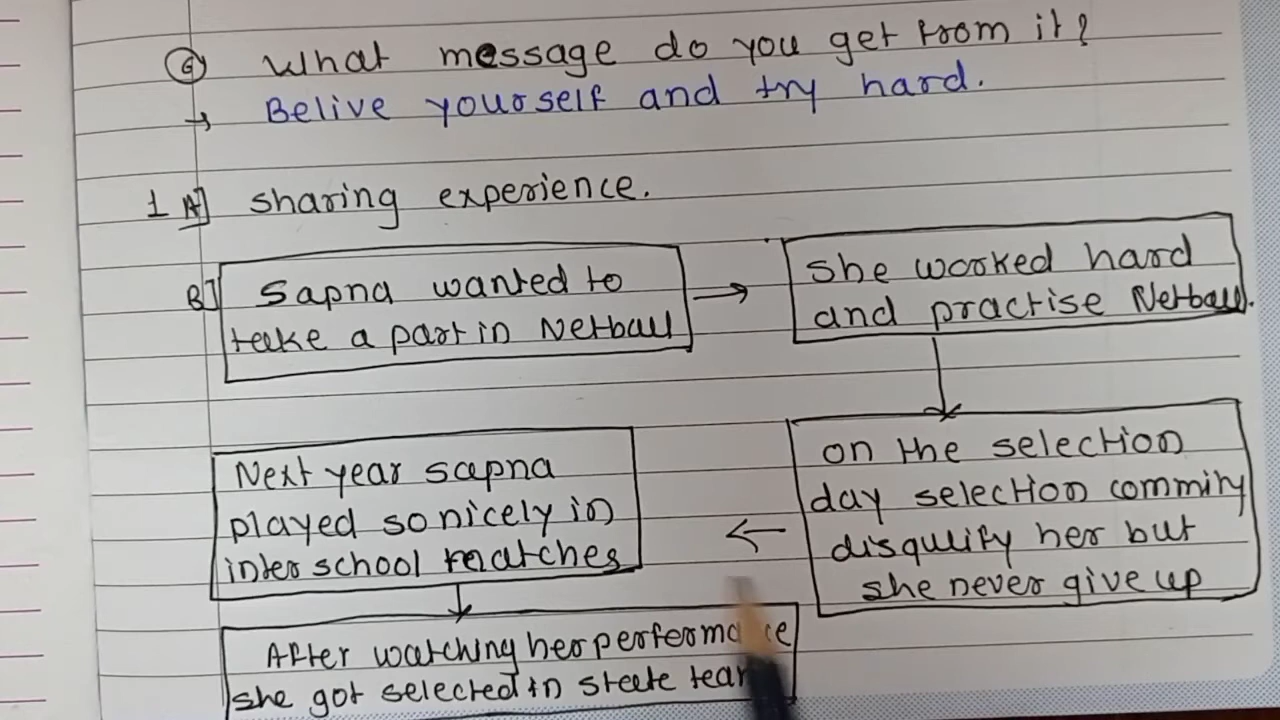 G What message do you get from it?
→ Belive yourself and try hard.
1 A] Sharing experience.
B] Sapna wanted to
take a part in Netball
→
She worked hard
and practise Netball.
on the selection
day selection commity
disqulify her but
she never give up
←
Next year sapna
played so nicely in
inter school matches
After watching her performance
she got selected in state team